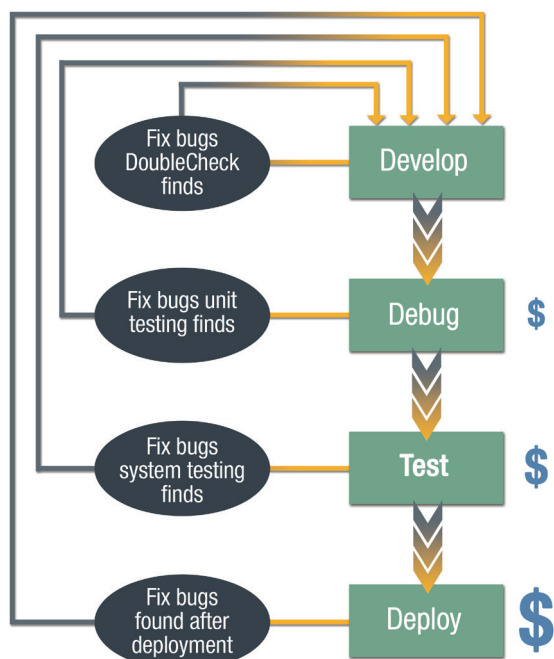 Fix bugs
DoubleCheck
finds
Develop
Fix bugs unit
testing finds
Debug
$
Fix bugs
system testing
finds
Test
$
Fix bugs
found after
deployment
Deploy
$